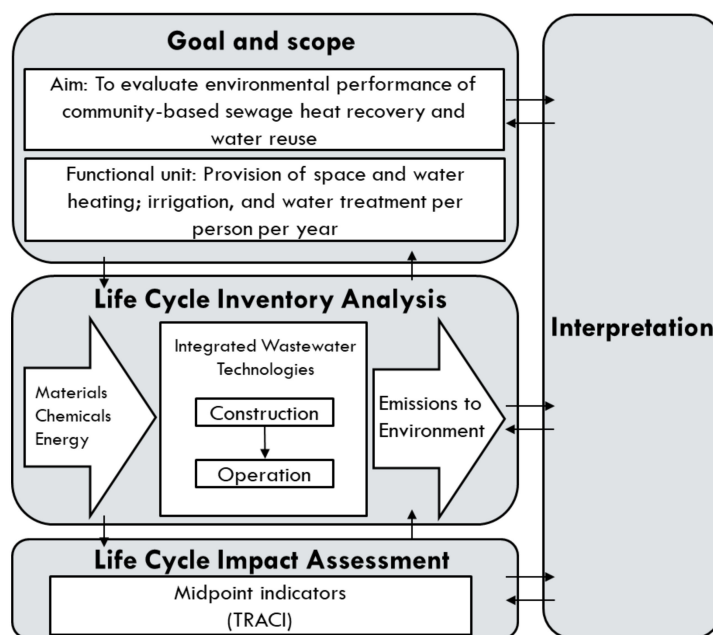 Goal and scope
Aim: To evaluate environmental performance of
community-based sewage heat recovery and
water reuse
Functional unit: Provision of space and water
heating; irrigation, and water treatment per
person per year
Life Cycle Inventory Analysis
Materials
Chemicals
Energy
Integrated Wastewater
Technologies
Construction
Operation
Emissions to
Environment
Life Cycle Impact Assessment
Midpoint indicators
(TRACI)
Interpretation